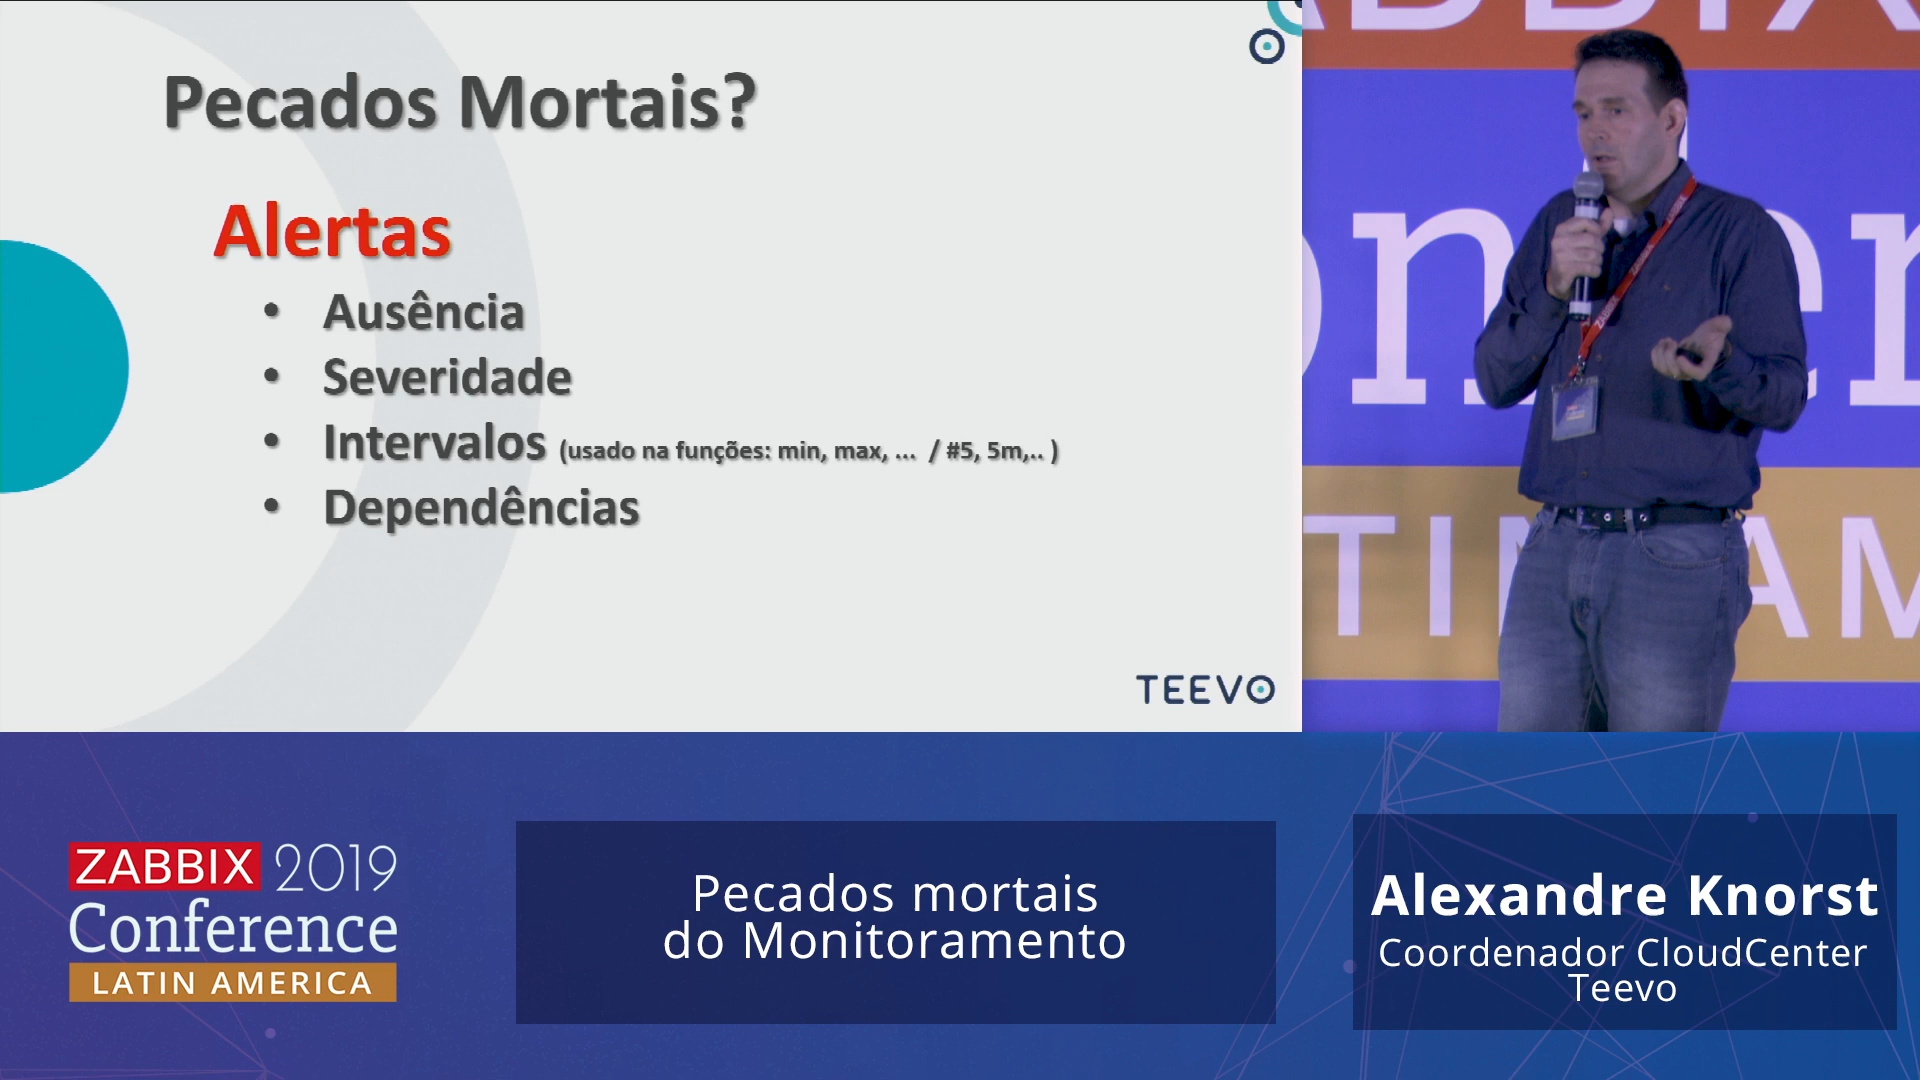 Pecados Mortais?
Alertas
• Ausência
• Severidade
• Intervalos (usado na funções: min, max, ... / #5, 5m,.. )
• Dependências
TEEVO
ZABBIX 2019
Conference
LATIN AMERICA
Pecados mortais
do Monitoramento
Alexandre Knorst
Coordenador CloudCenter
Teevo